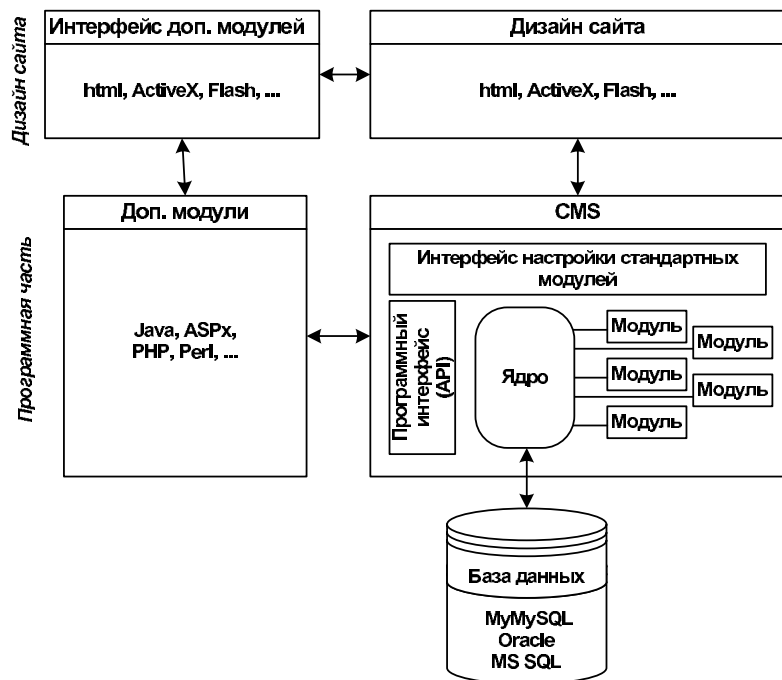 Дизайн сайта
Интерфейс доп. модулей
html, ActiveX, Flash, ...
Дизайн сайта
html, ActiveX, Flash, ...
Программная часть
Доп. модули
Java, ASPx,
PHP, Perl, ...
CMS
Интерфейс настройки стандартных
модулей
Программный
интерфейс
(API)
Ядро
Модуль
Модуль
Модуль
Модуль
Модуль
База данных
MyMySQL
Oracle
MS SQL